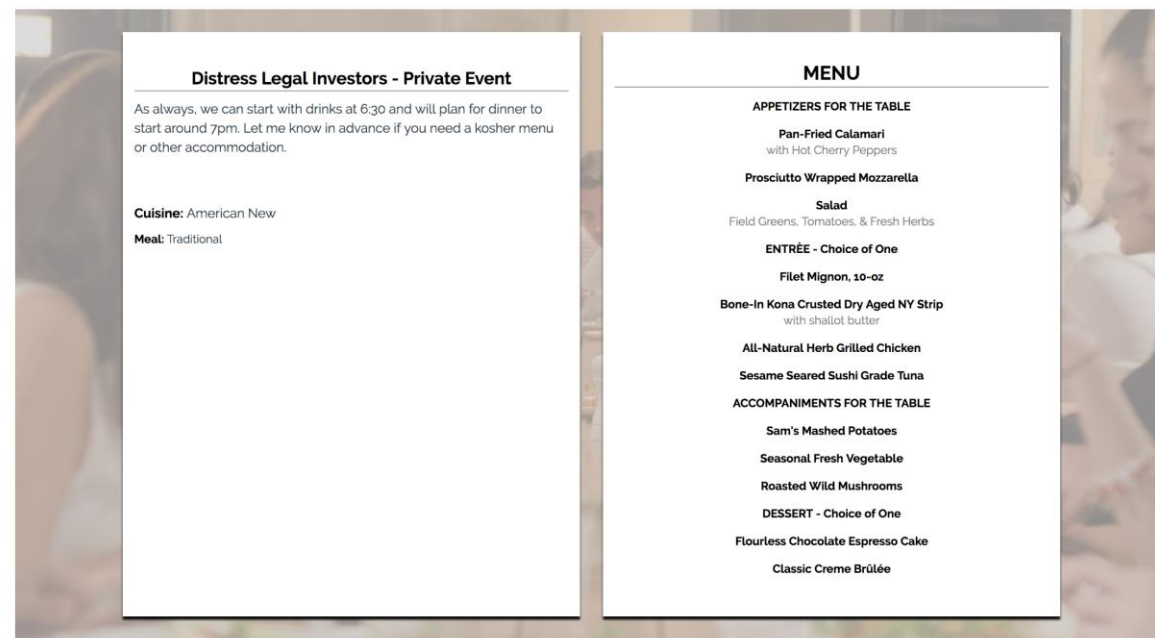 Distress Legal Investors - Private Event
As always, we can start with drinks at 6:30 and will plan for dinner to
start around 7pm. Let me know in advance if you need a kosher menu
or other accommodation.
Cuisine: American New
Meal: Traditional
MENU
APPETIZERS FOR THE TABLE
Pan-Fried Calamari
with Hot Cherry Peppers
Prosciutto Wrapped Mozzarella
Salad
Field Greens, Tomatoes, & Fresh Herbs
ENTRÈE - Choice of One
Filet Mignon, 10-oz
Bone-In Kona Crusted Dry Aged NY Strip
with shallot butter
All-Natural Herb Grilled Chicken
Sesame Seared Sushi Grade Tuna
ACCOMPANIMENTS FOR THE TABLE
Sam's Mashed Potatoes
Seasonal Fresh Vegetable
Roasted Wild Mushrooms
DESSERT - Choice of One
Flourless Chocolate Espresso Cake
Classic Creme Brûlée